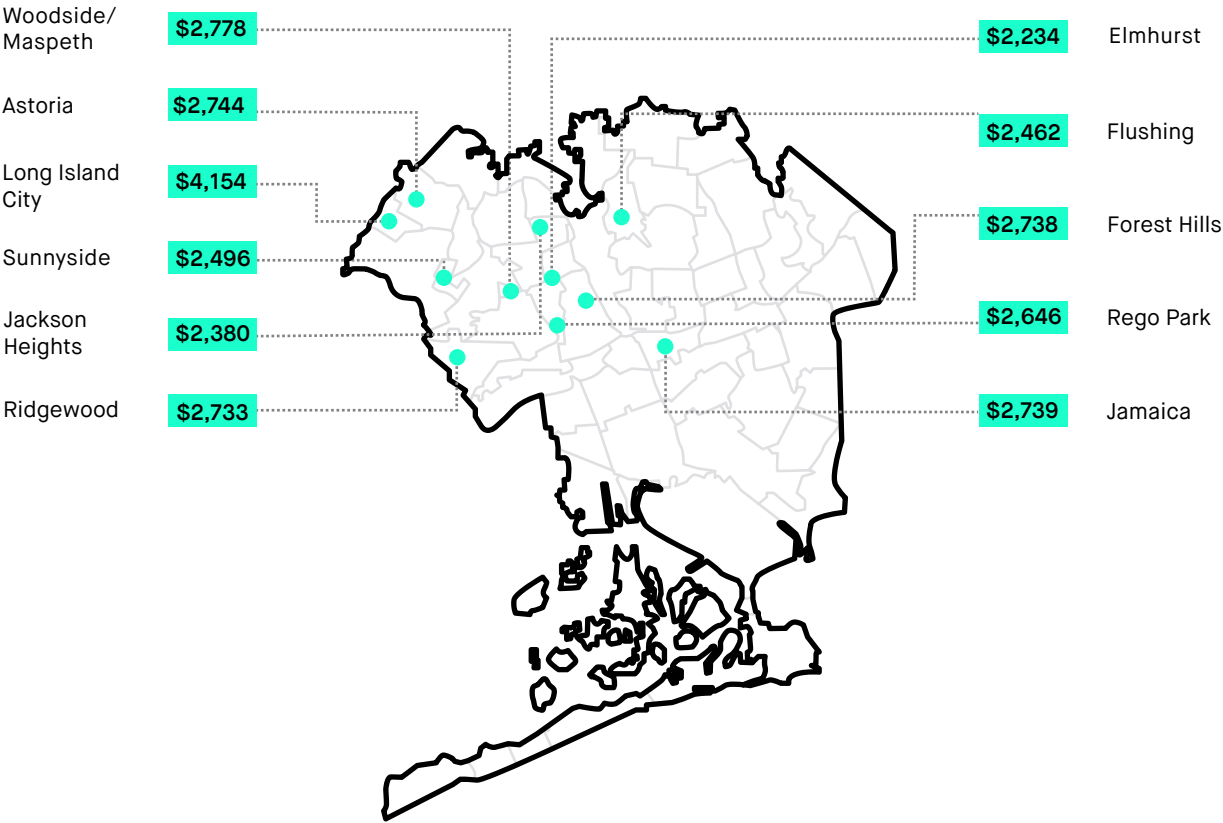 Woodside/
Maspeth
$2,778
Astoria
$2,744
Long Island
City
$4,154
Sunnyside
$2,496
Jackson
Heights
$2,380
Ridgewood
$2,733
$2,234
Elmhurst
$2,462
Flushing
$2,738
Forest Hills
$2,646
Rego Park
$2,739
Jamaica